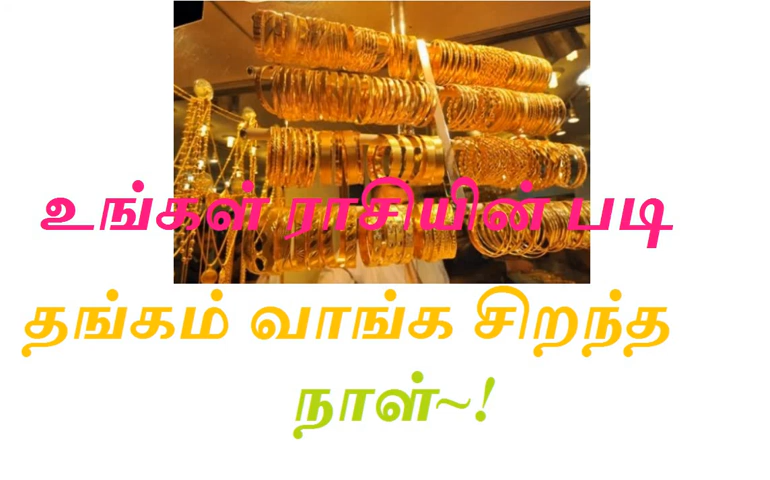 உங்கள் ராசியின் படி
தங்கம் வாங்க சிறந்த
நாள்~!